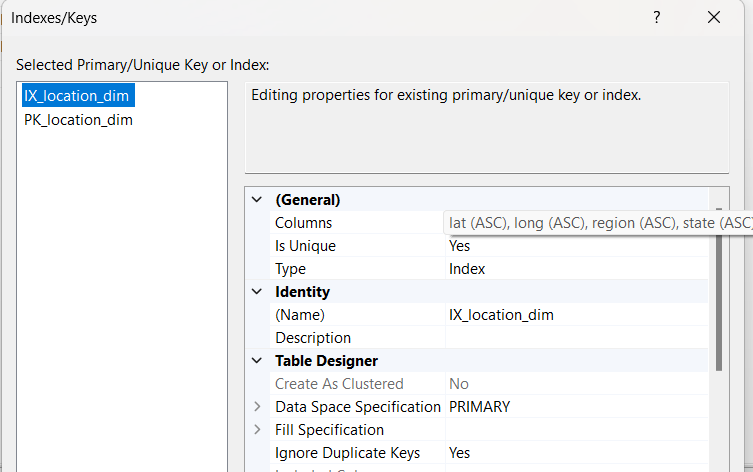 Indexes/Keys
Selected Primary/Unique Key or Index:
IX_location_dim
PK_location_dim
Editing properties for existing primary/unique key or index.
(General)
Columns lat (ASC), long (ASC), region (ASC), state (ASC)
Is Unique Yes
Type Index
Identity
(Name) IX_location_dim
Description
Table Designer
Create As Clustered No
Data Space Specification PRIMARY
Fill Specification
Ignore Duplicate Keys Yes